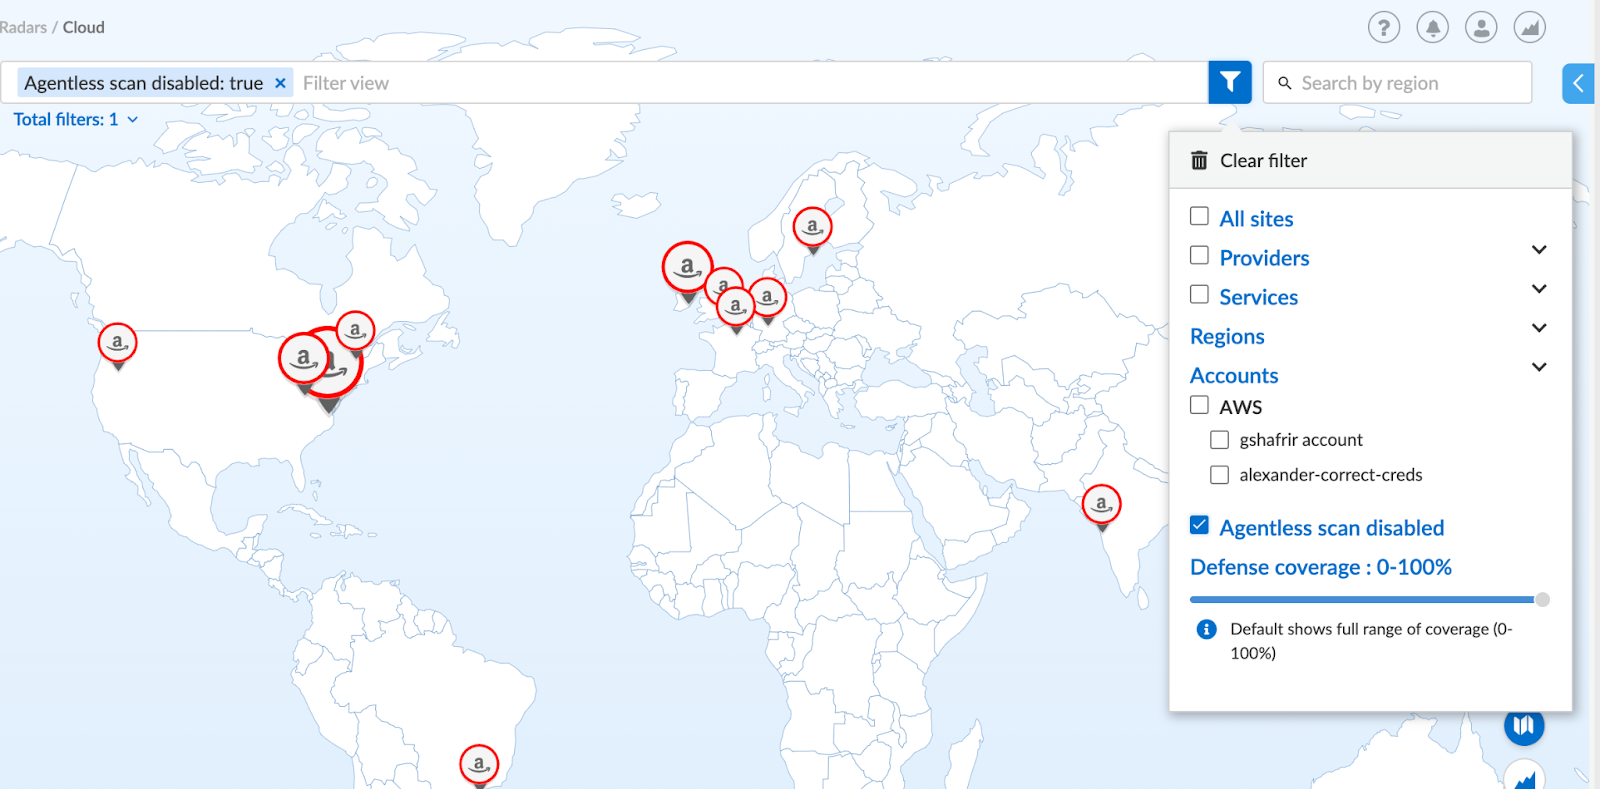 Radars / Cloud
Agentless scan disabled: true × Filter view
Search by region
Total filters: 1
Clear filter
All sites
Providers
Services
Regions
Accounts
AWS
gshafrir account
alexander-correct-creds
Agentless scan disabled
Defense coverage : 0-100%
Default shows full range of coverage (0-
100%)
a
a
a
a
a
a
a
a
a
a
a
a